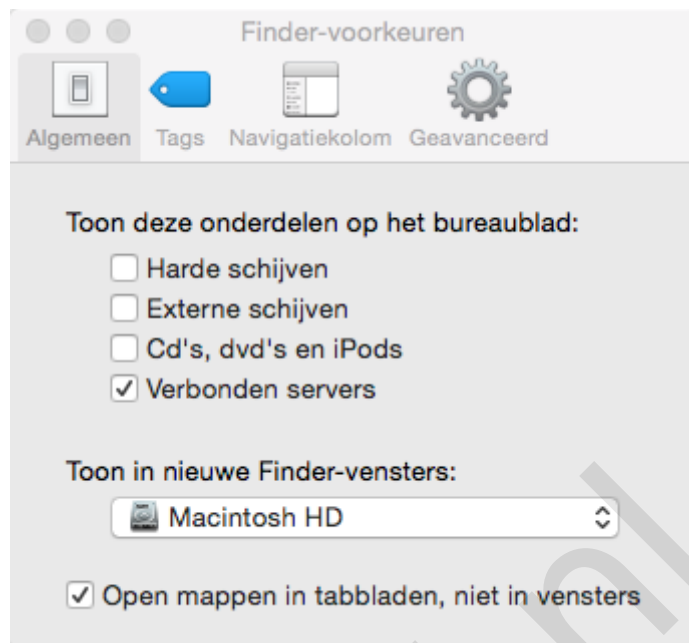 Finder-voorkeuren
Algemeen Tags Navigatiekolom Geavanceerd
Toon deze onderdelen op het bureaublad:
Harde schijven
Externe schijven
Cd's, dvd's en iPods
Verbonden servers
Toon in nieuwe Finder-vensters:
Macintosh HD
Open mappen in tabbladen, niet in vensters